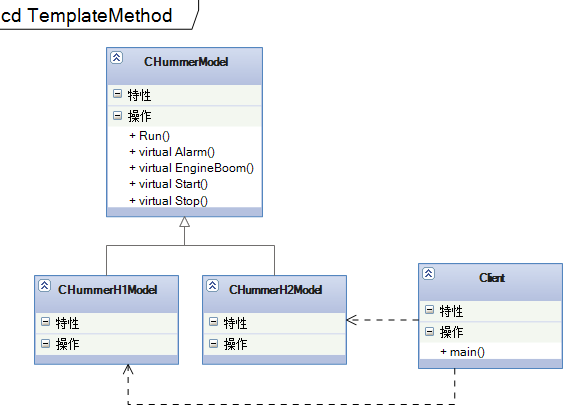 cd TemplateMethod
CHummerModel
特性
操作
+ Run()
+ virtual Alarm()
+ virtual EngineBoom()
+ virtual Start()
+ virtual Stop()
CHummerH1Model
特性
操作
CHummerH2Model
特性
操作
Client
特性
操作
+ main()